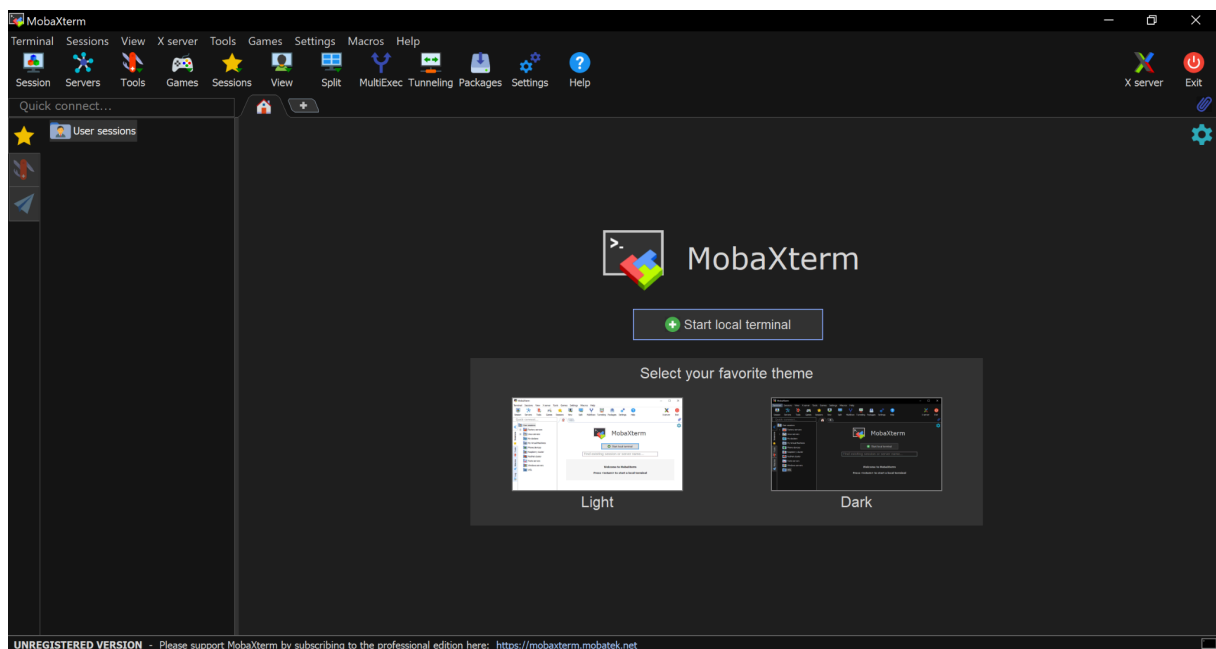 MobaXterm
Terminal Sessions View X server Tools Games Settings Macros Help
Session Servers Tools Games Sessions View Split MultiExec Tunneling Packages Settings Help X server Exit
Quick connect...
User sessions
>_
MobaXterm
Start local terminal
Select your favorite theme
MobaXterm
MobaXterm
Light Dark
UNREGISTERED VERSION - Please support MobaXterm by subscribing to the professional edition here: https://mobaxterm.mobatek.net